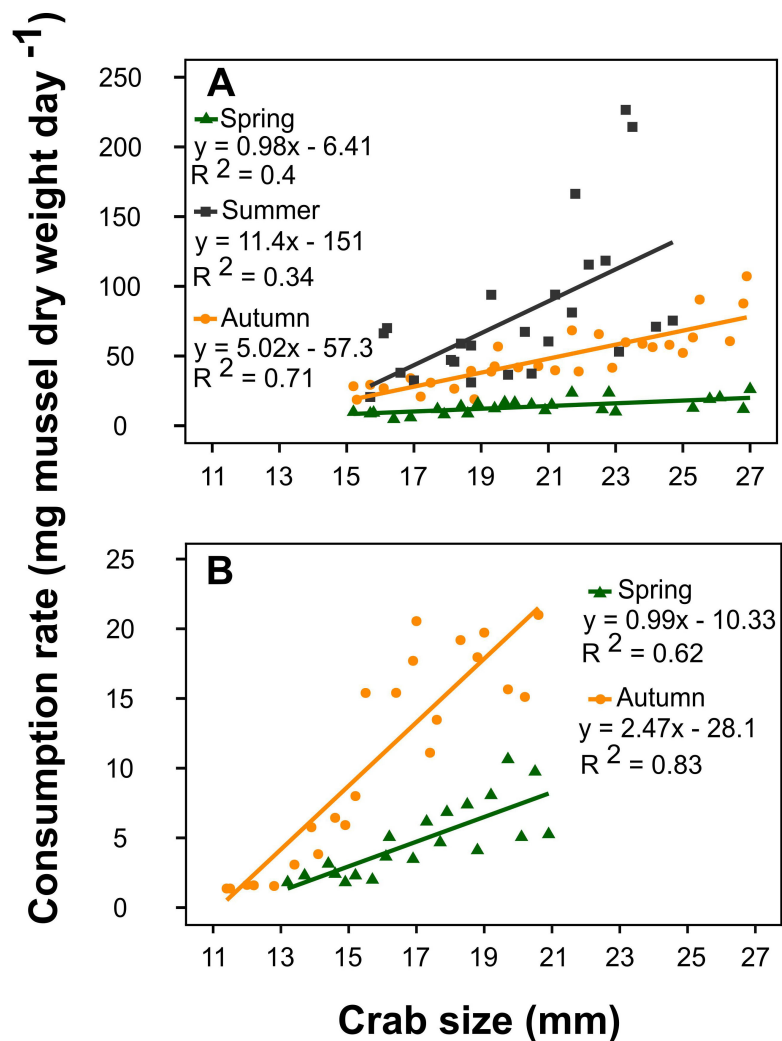 Consumption rate (mg mussel dry weight day -1)
A
250
200
150
100
50
0
Spring
y = 0.98x - 6.41
R 2 = 0.4
Summer
y = 11.4x - 151
R 2 = 0.34
Autumn
y = 5.02x - 57.3
R 2 = 0.71
11 13 15 17 19 21 23 25 27
B
25
20
15
10
5
0
Spring
y = 0.99x - 10.33
R 2 = 0.62
Autumn
y = 2.47x - 28.1
R 2 = 0.83
11 13 15 17 19 21 23 25 27
Crab size (mm)